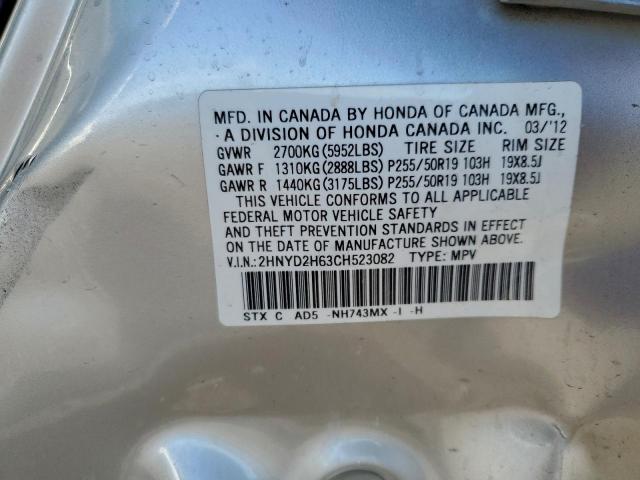 MFD. IN CANADA BY HONDA OF CANADA MFG.,
A DIVISION OF HONDA CANADA INC. 03/'12
GVWR 2700KG(5952LBS) TIRE SIZE RIM SIZE
GAWR F 1310KG(2888LBS) P255/50R19 103H 19X8.5J
GAWR R 1440KG(3175LBS) P255/50R19 103H 19X8.5J
THIS VEHICLE CONFORMS TO ALL APPLICABLE
FEDERAL MOTOR VEHICLE SAFETY
AND THEFT PREVENTION STANDARDS IN EFFECT
ON THE DATE OF MANUFACTURE SHOWN ABOVE.
V.I.N.:2HNYD2H63CH523082 TYPE: MPV
STX C AD5 -NH743MX -I -H